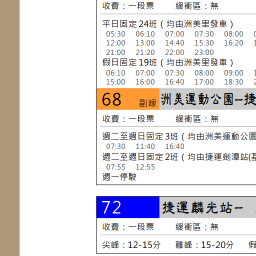 收費：一段票 緩衝區：無
平日固定24班（均由洲美里發車）
05:30 06:10 07:00 07:30 08:00
12:00 13:00 14:40 15:30 16:20
21:00 21:20 22:00 23:00
假日固定19班（均由洲美里發車）
06:10 07:00 07:30 08:00 09:00
15:00 16:00 16:40 17:00 18:00
68 副線 洲美運動公園－捷
收費：一段票 緩衝區：無
週二至週日固定3班（均由洲美運動公園
07:30 11:40 16:40
週二至週日固定2班（均由捷運劍潭站(基
07:55 12:55
週一停駛
72 捷運麟光站－
收費：一段票 緩衝區：無
尖峰：12-15分 離峰：15-20分 假